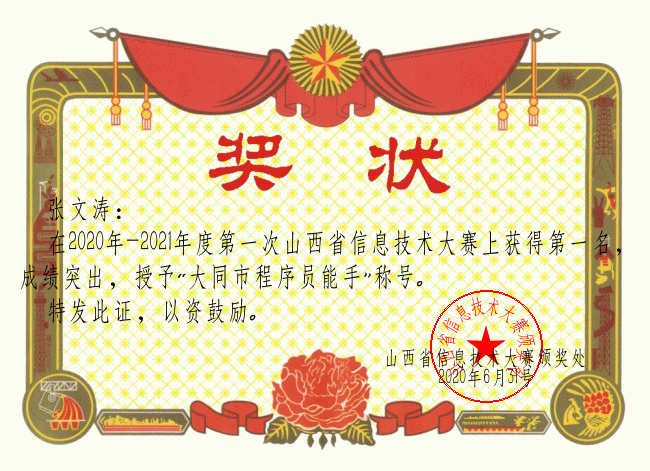 奖 状
张文涛：
在2020年-2021年度第一次山西省信息技术大赛上获得第一名，
成绩突出，授予“大同市程序员能手”称号。
特发此证，以资鼓励。
山西省信息技术大赛颁奖处
2020年6月31号